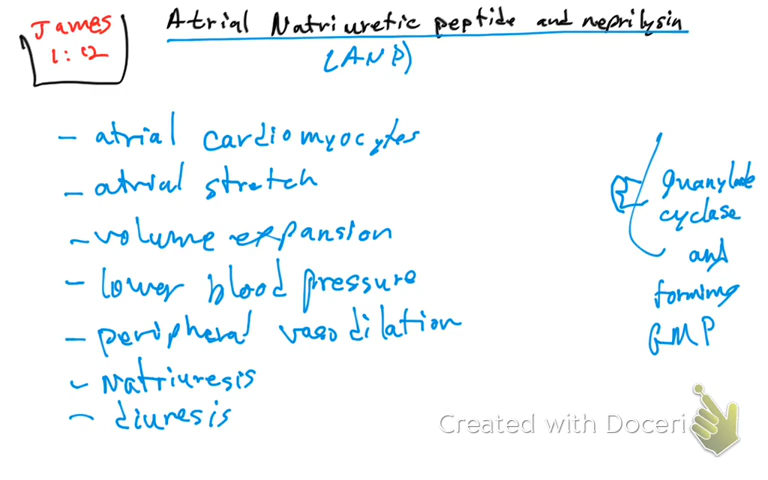 James
1:12
Atrial Natriuretic peptide and neprilysin
(ANP)
- atrial cardiomyocytes
- atrial stretch
- volume expansion
- lower blood pressure
- peripheral vasodilation
- Natriuresis
- diuresis
guanylate
cyclase
and
forming
GMP
Created with Doceri